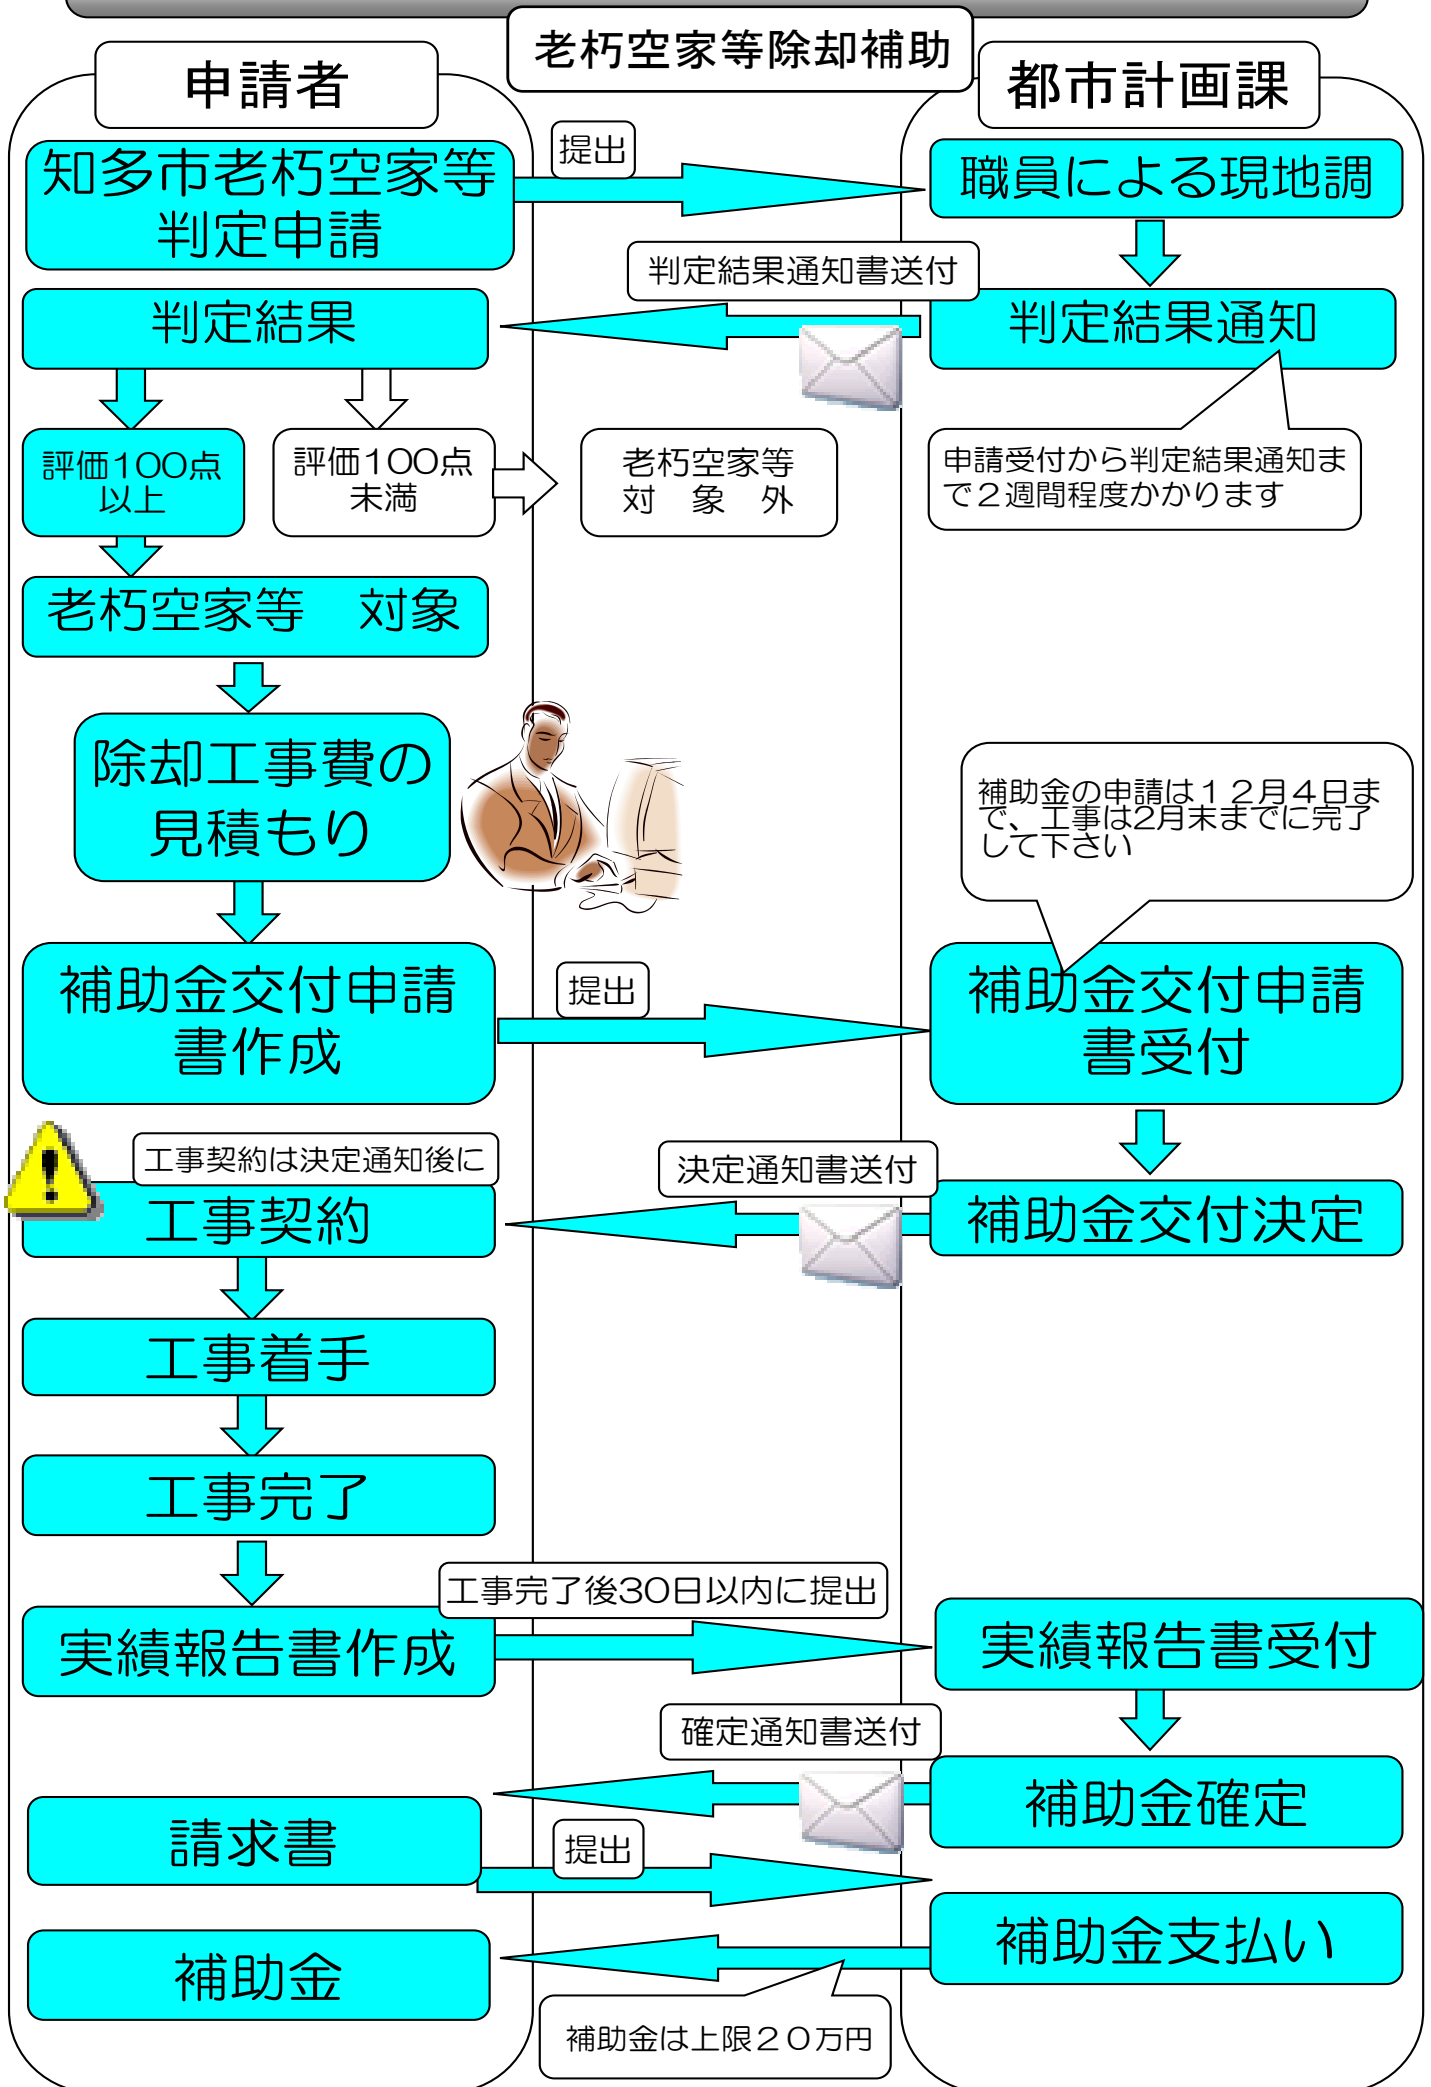 老朽空家等除却補助
申請者
都市計画課
知多市老朽空家等
判定申請
提出
職員による現地調
判定結果通知書送付
判定結果
判定結果通知
評価100点
以上
評価100点
未満
老朽空家等
対　象　外
申請受付から判定結果通知ま
で２週間程度かかります
老朽空家等　対象
除却工事費の
見積もり
補助金の申請は１２月４日ま
で、工事は2月末までに完了
して下さい
補助金交付申請
書作成
提出
補助金交付申請
書受付
工事契約は決定通知後に
決定通知書送付
工事契約
補助金交付決定
工事着手
工事完了
工事完了後30日以内に提出
実績報告書作成
実績報告書受付
確定通知書送付
補助金確定
請求書
提出
補助金支払い
補助金
補助金は上限２０万円